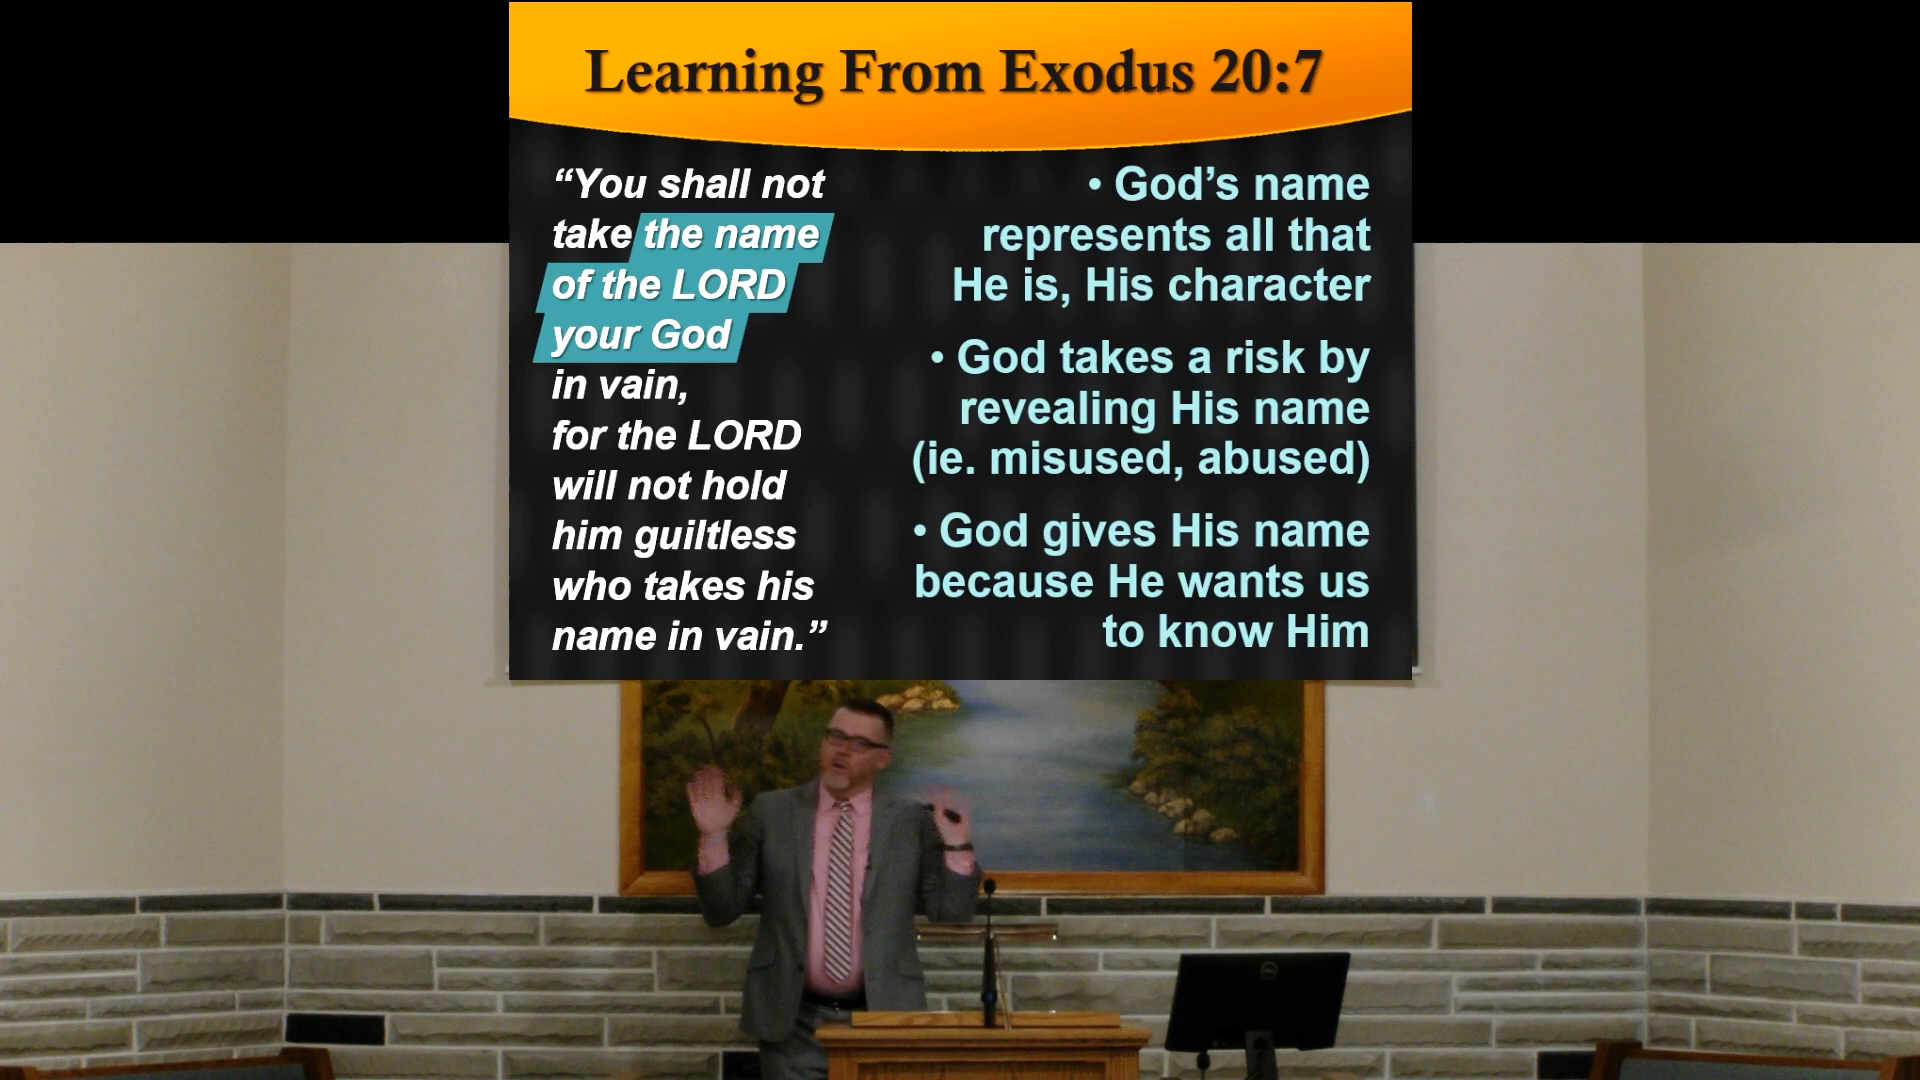 Learning From Exodus 20:7
“You shall not
take the name
of the LORD
your God
in vain,
for the LORD
will not hold
him guiltless
who takes his
name in vain.”
• God’s name
represents all that
He is, His character
• God takes a risk by
revealing His name
(ie. misused, abused)
• God gives His name
because He wants us
to know Him
DELL